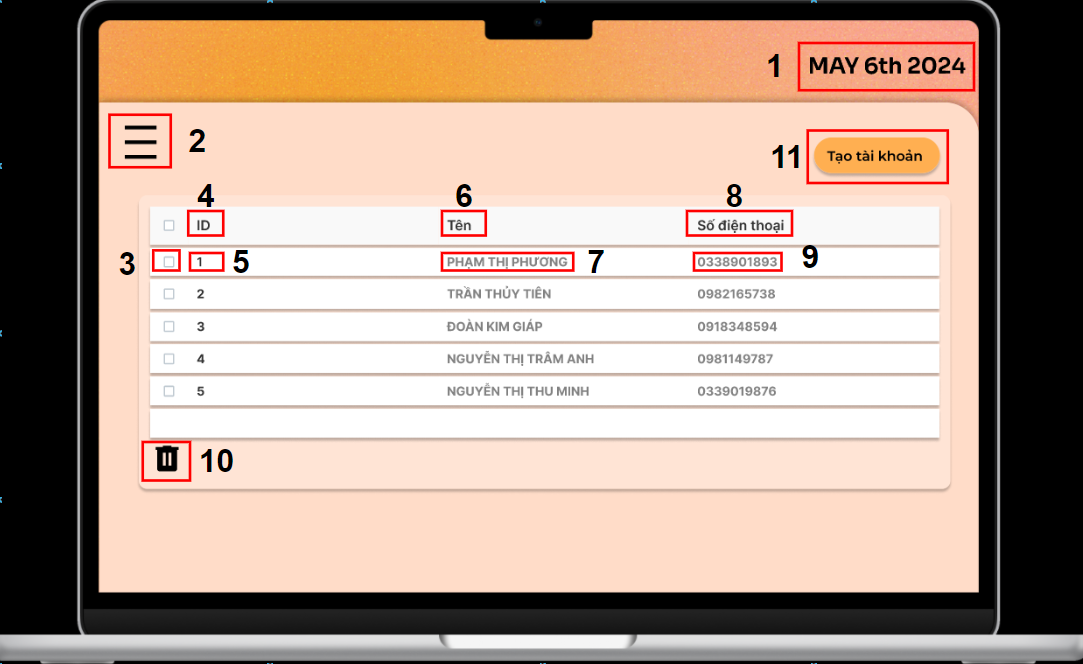 1 MAY 6th 2024
2
11 Tạo tài khoản
4 6 8
ID Tên Số điện thoại
3 1 5 PHẠM THỊ PHƯƠNG 7 0338901893 9
2 TRẦN THỦY TIÊN 0982165738
3 ĐOÀN KIM GIÁP 0918348594
4 NGUYỄN THỊ TRÂM ANH 0981149787
5 NGUYỄN THỊ THU MINH 0339019876
10